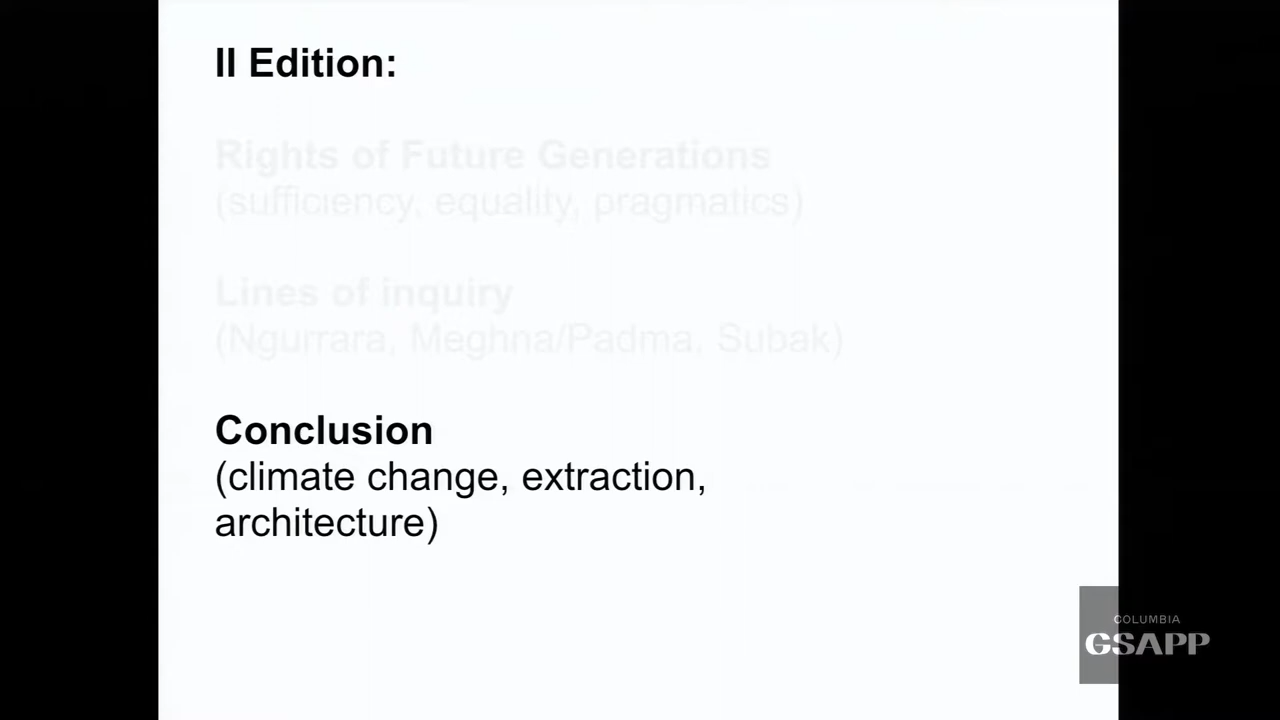 II Edition:
Rights of Future Generations
(sufficiency, equality, pragmatics)
Lines of inquiry
(Ngurrara, Meghna/Padma, Subak)
Conclusion
(climate change, extraction,
architecture)
COLUMBIA
GSAPP